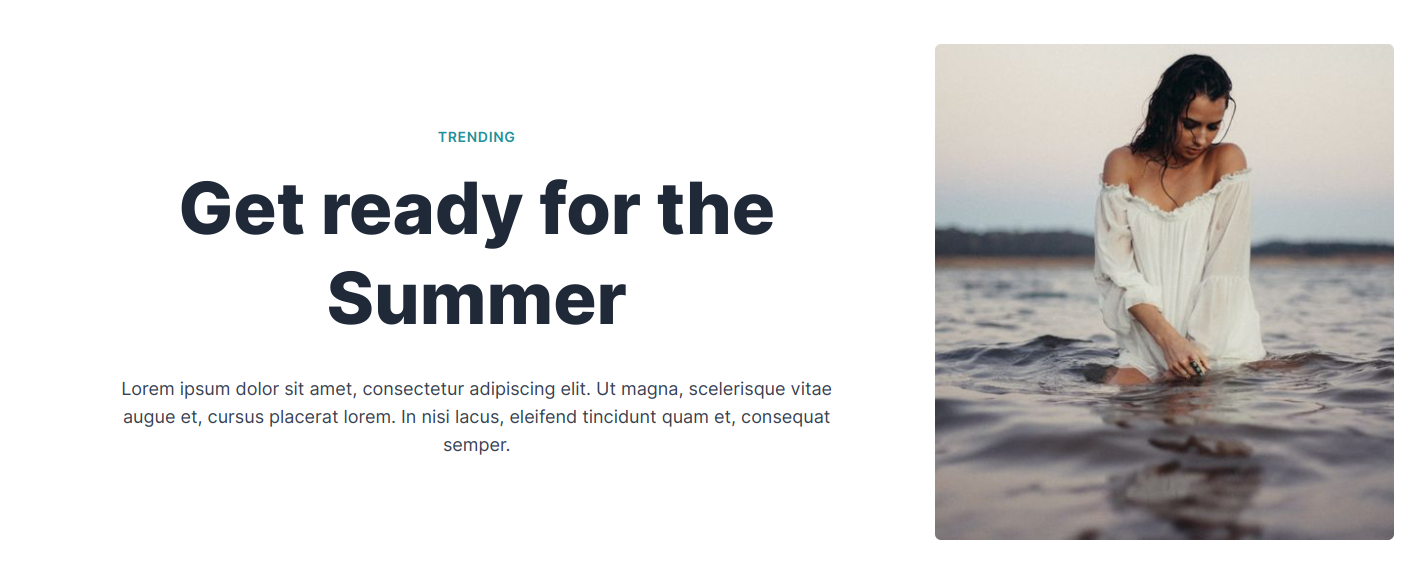 TRENDING
Get ready for the
Summer
Lorem ipsum dolor sit amet, consectetur adipiscing elit. Ut magna, scelerisque vitae
augue et, cursus placerat lorem. In nisi lacus, eleifend tincidunt quam et, consequat
semper.